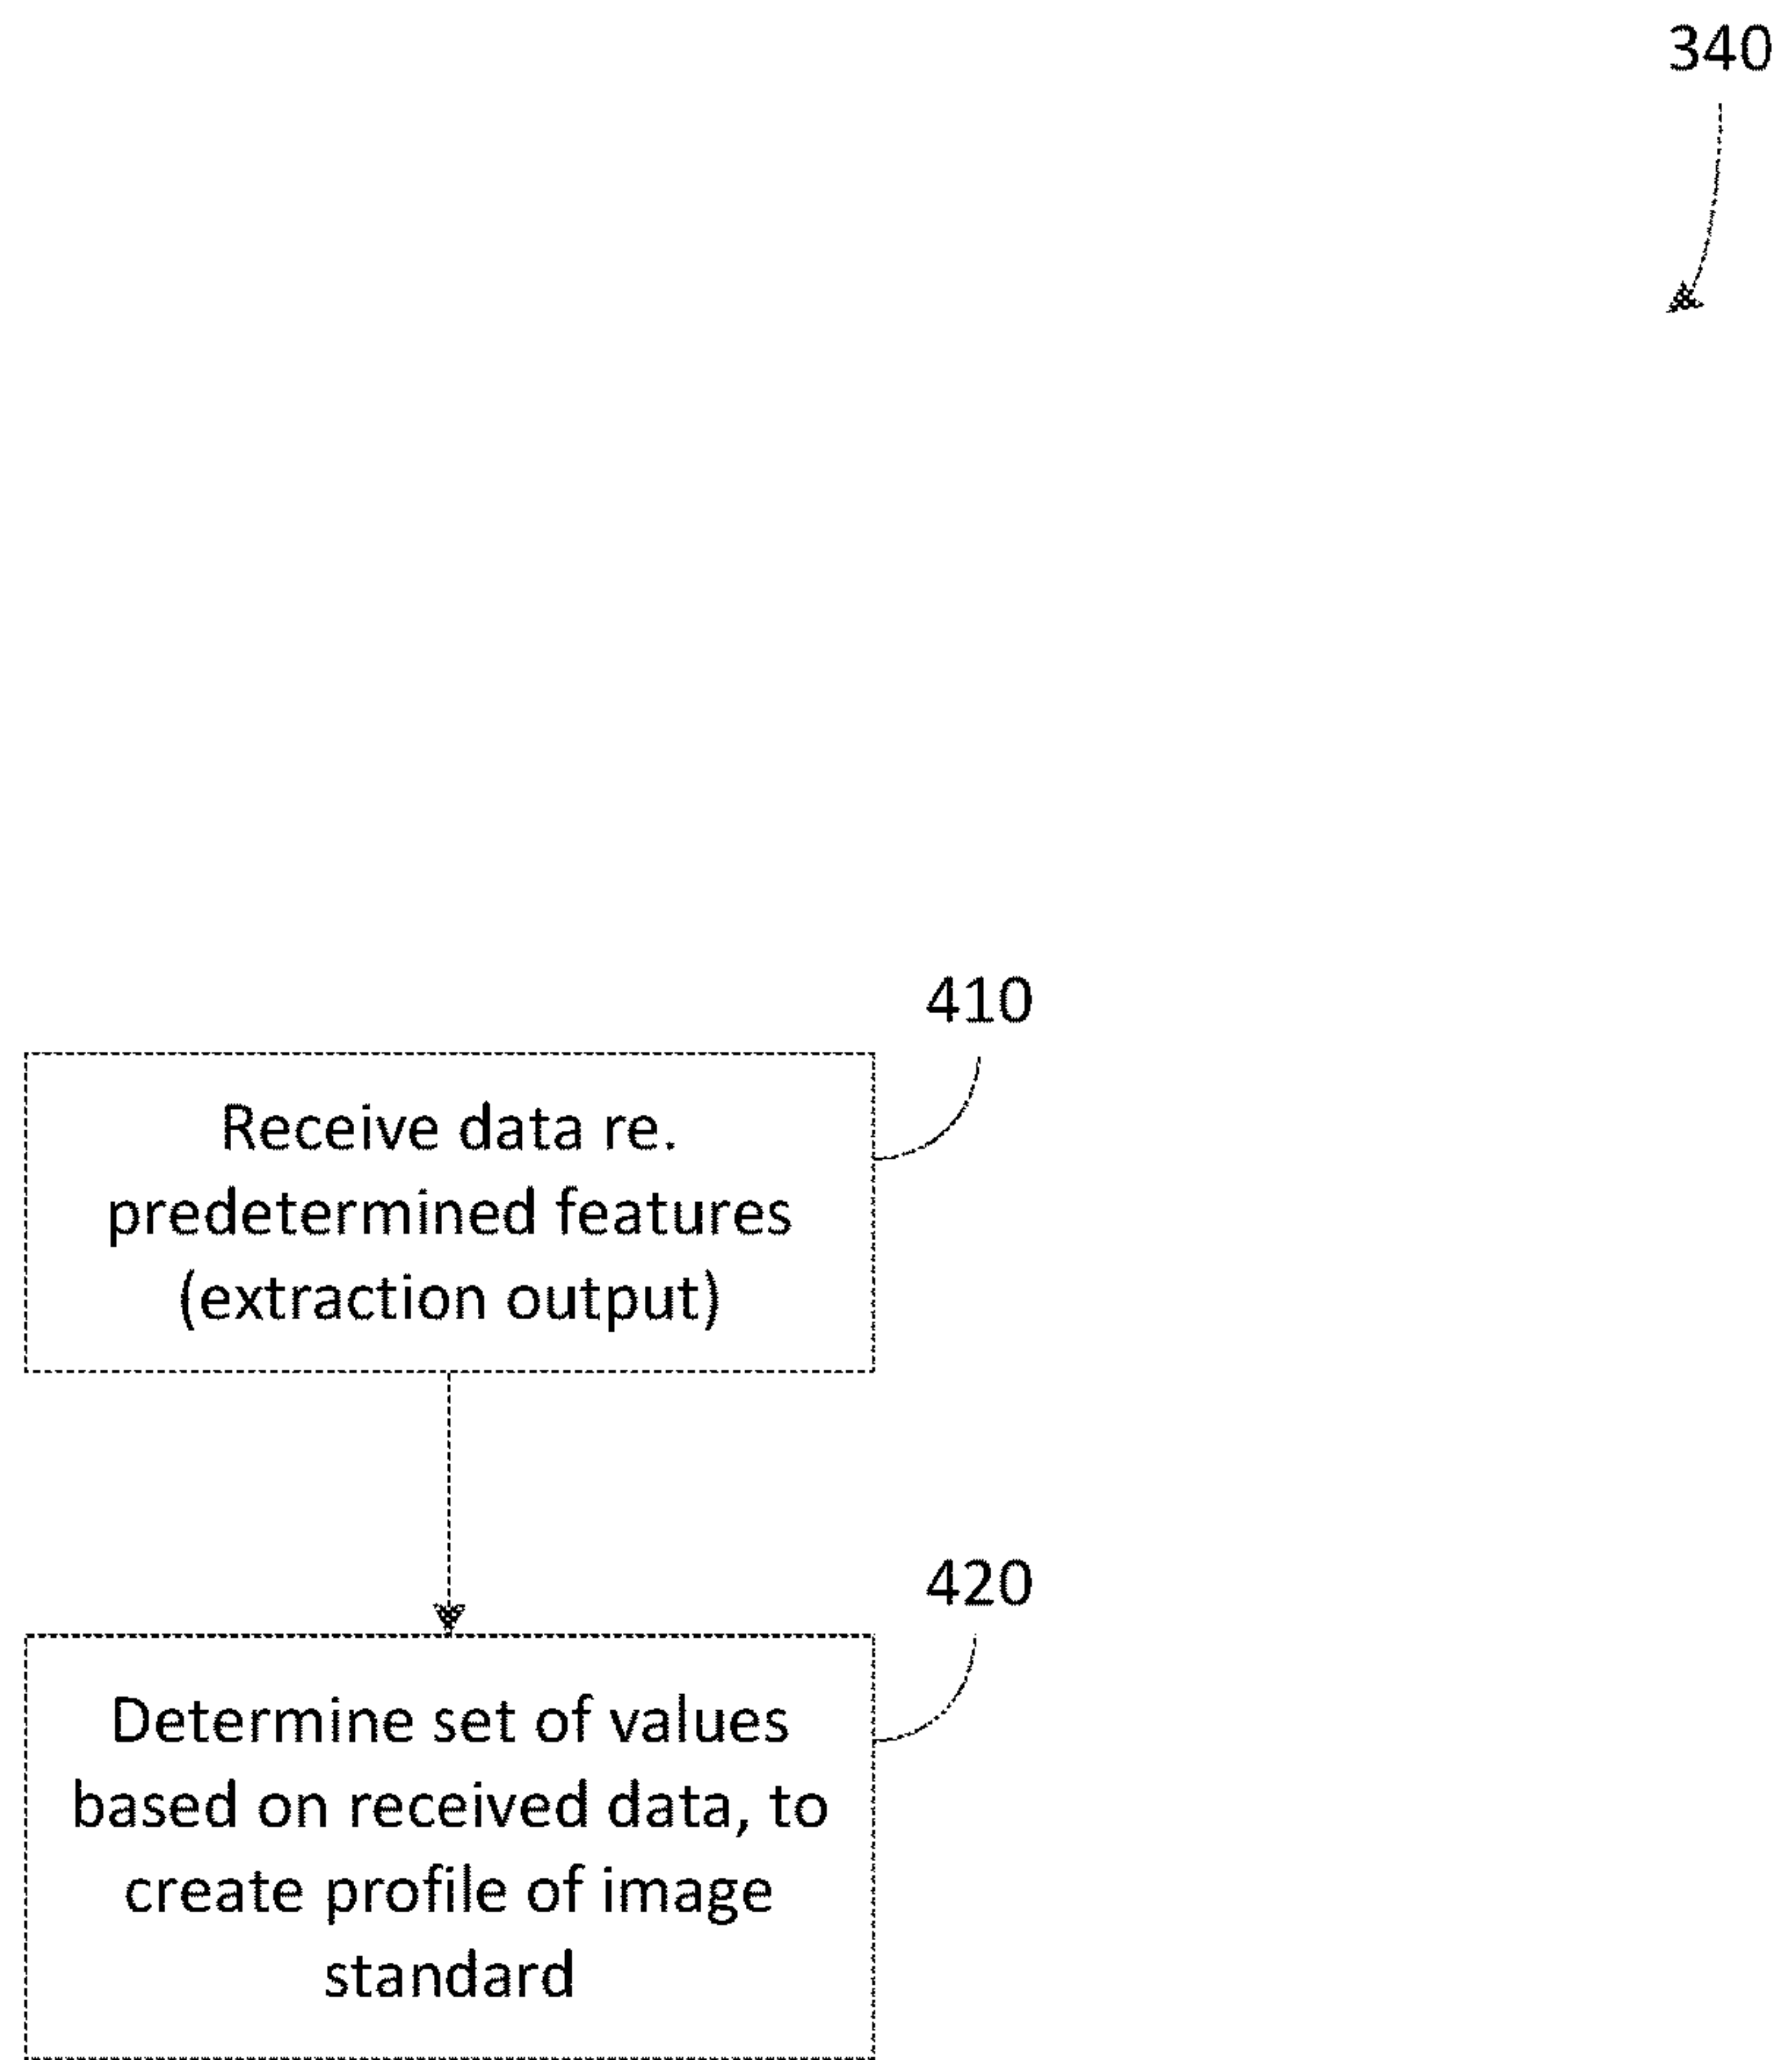 340
410
Receive data re.
predetermined features
(extraction output)
420
Determine set of values
based on received data, to
create profile of image
standard